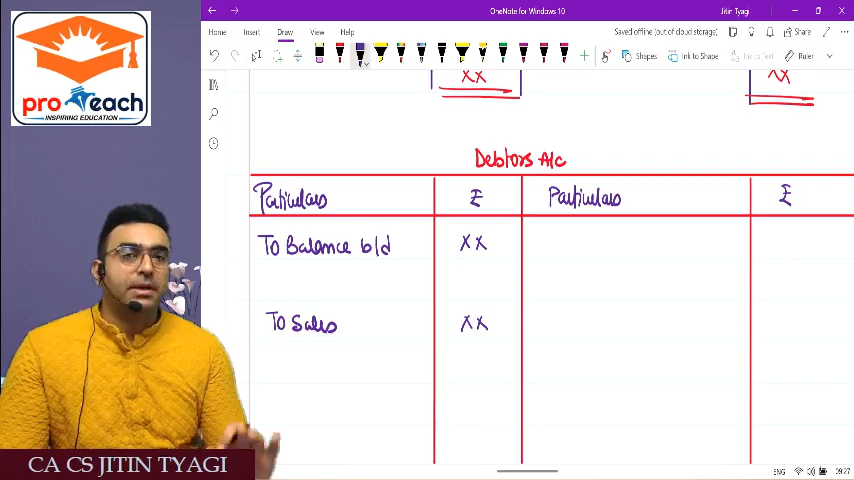 OneNote for Windows 10
Jitin Tyagi
Home
Insert
Draw
View
Help
Saved offline (out of cloud storage)
Share
Shapes
Ink to Shape
Ink to Text
Ruler
pro Teach
INSPIRING EDUCATION
XX
XX
Debtors A/c
Particulars
₹
Particulars
₹
To Balance b/d
XX
To Sales
XX
CA CS JITIN TYAGI
ENG
09:27